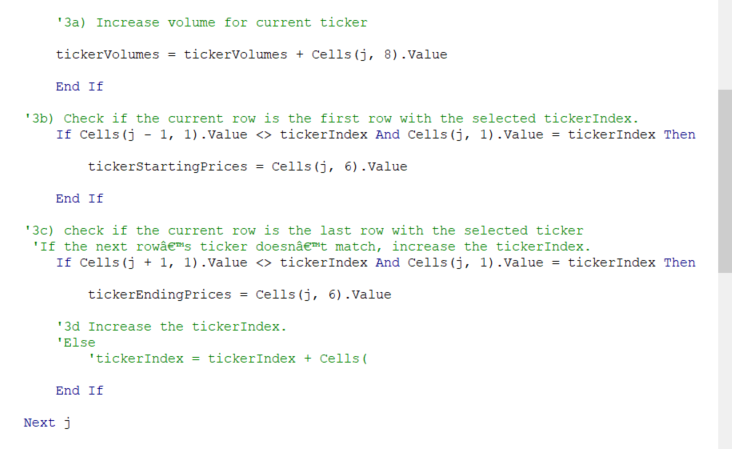 '3a) Increase volume for current ticker
tickerVolumes = tickerVolumes + Cells(j, 8).Value
End If
'3b) Check if the current row is the first row with the selected tickerIndex.
If Cells(j - 1, 1).Value <> tickerIndex And Cells(j, 1).Value = tickerIndex Then
tickerStartingPrices = Cells(j, 6).Value
End If
'3c) check if the current row is the last row with the selected ticker
'If the next rowâ€™s ticker doesnâ€™t match, increase the tickerIndex.
If Cells(j + 1, 1).Value <> tickerIndex And Cells(j, 1).Value = tickerIndex Then
tickerEndingPrices = Cells(j, 6).Value
'3d Increase the tickerIndex.
'Else
'tickerIndex = tickerIndex + Cells(
End If
Next j